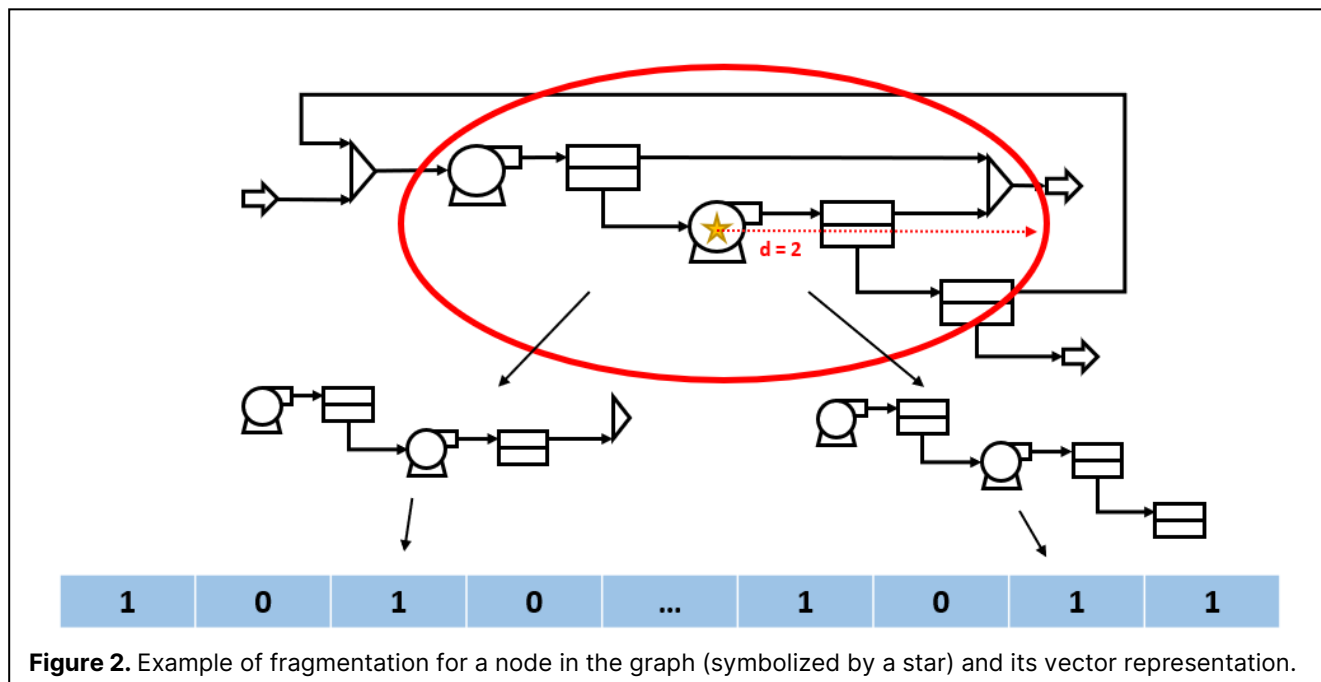 d = 2
1 0 1 0 ... 1 0 1 1
Figure 2. Example of fragmentation for a node in the graph (symbolized by a star) and its vector representation.